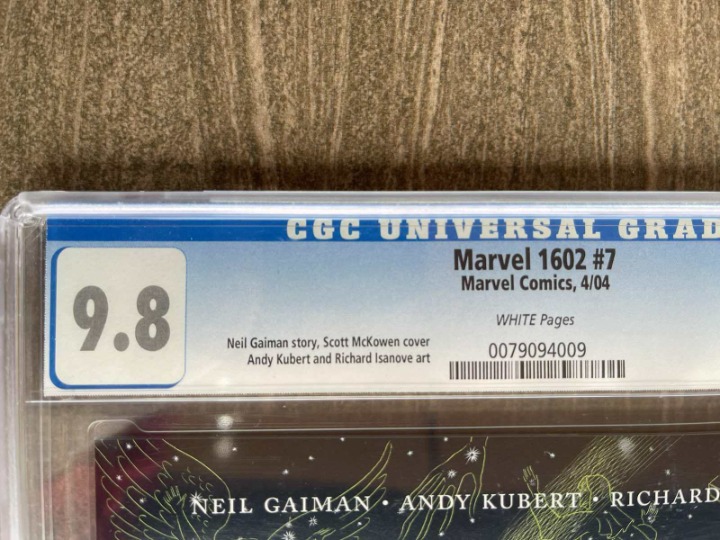 CGC UNIVERSAL GRAD
9.8
Marvel 1602 #7
Marvel Comics, 4/04
WHITE Pages
Neil Gaiman story, Scott McKowen cover
Andy Kubert and Richard Isanove art
0079094009
NEIL GAIMAN · ANDY KUBERT · RICHARD